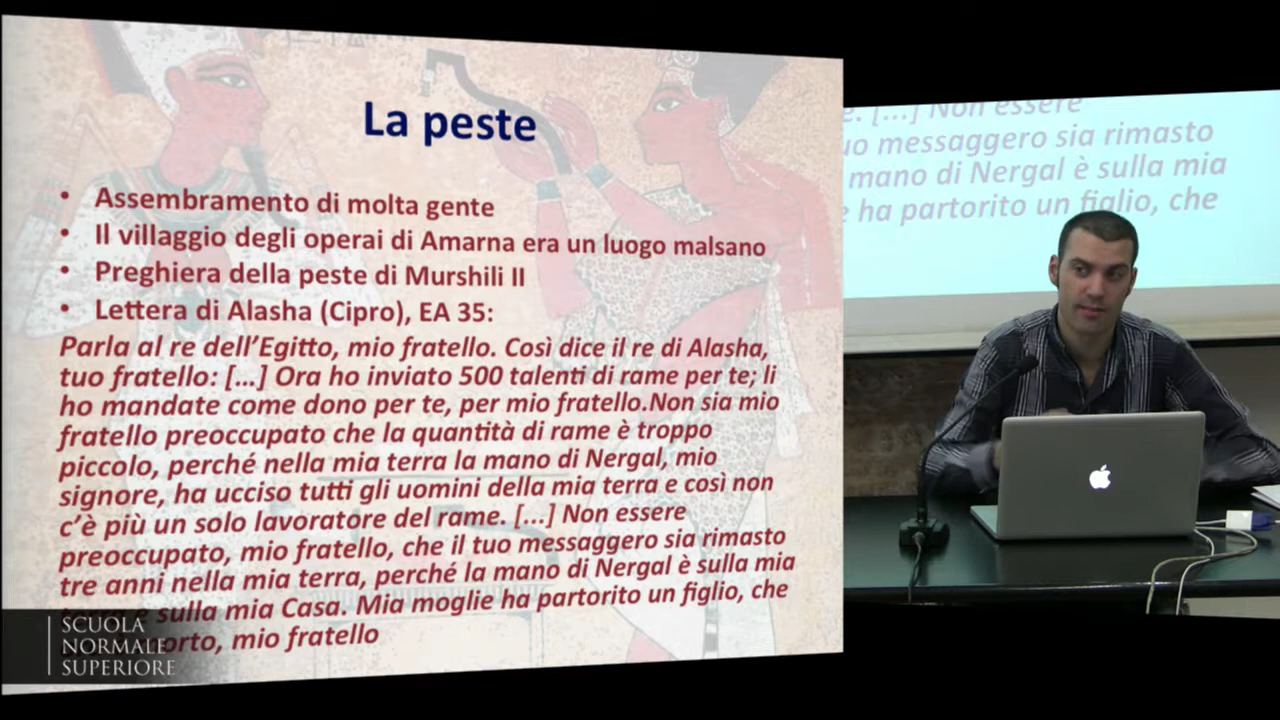 La peste
• Assembramento di molta gente
• Il villaggio degli operai di Amarna era un luogo malsano
• Preghiera della peste di Murshili II
• Lettera di Alasha (Cipro), EA 35:
Parla al re dell'Egitto, mio fratello. Così dice il re di Alasha,
tuo fratello: [...] Ora ho inviato 500 talenti di rame per te; li
ho mandate come dono per te, per mio fratello.Non sia mio
fratello preoccupato che la quantità di rame è troppo
piccolo, perché nella mia terra la mano di Nergal, mio
signore, ha ucciso tutti gli uomini della mia terra e così non
c'è più un solo lavoratore del rame. [...] Non essere
preoccupato, mio fratello, che il tuo messaggero sia rimasto
tre anni nella mia terra, perché la mano di Nergal è sulla mia
terra e sulla mia Casa. Mia moglie ha partorito un figlio, che
orto, mio fratello
SCUOLA
NORMALE
SUPERIORE
e. [...] Non essere
uo messaggero sia rimasto
mano di Nergal è sulla mia
e ha partorito un figlio, che